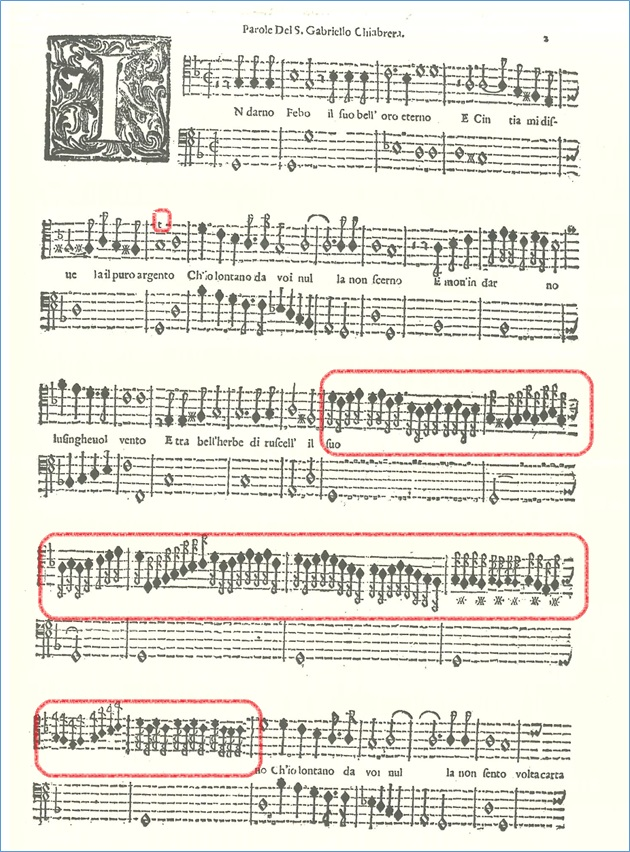 Parole Del S. Gabriello Chiabrera.
3
I
N darno Febo il suo bell' oro eterno E Cin tia mi dis-
t
ue la il puro argento Ch'io lontano da voi nul la non scerno E mou'in dar no
lusingheuol vento E tra bell'herbe di ruscell' il suo
no Ch'io lontano da voi nul la non sento volta carta